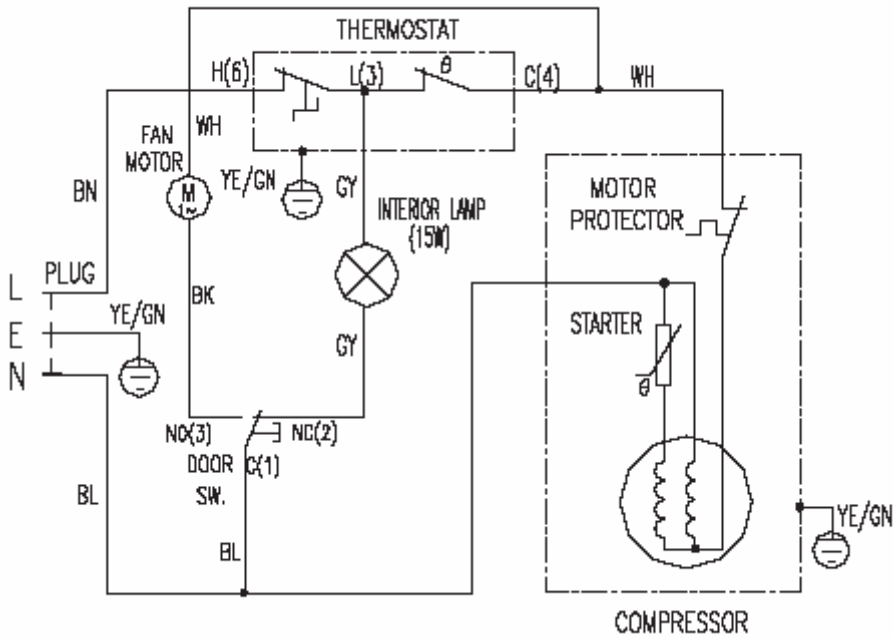 THERMOSTAT
H(6)
L(3)
θ
C(4)
WH
WH
FAN
MOTOR
M
1~
YE/GN
GY
BN
MOTOR
PROTECTOR
INTERIOR LAMP
(15W)
L
PLUG
YE/GN
BK
E
STARTER
GY
N
θ
NO(3)
NC(2)
DOOR
C(1)
SW.
BL
BL
YE/GN
COMPRESSOR